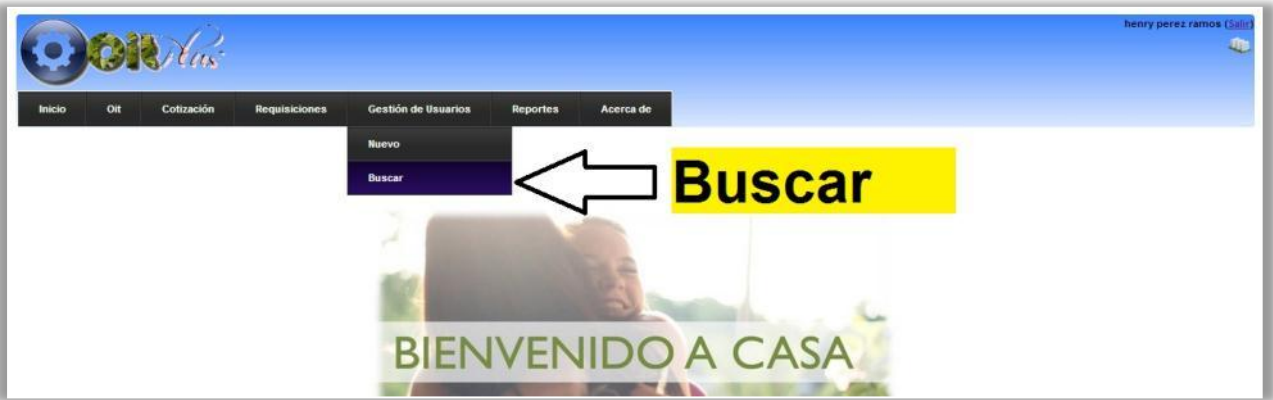 henry perez ramos (Salir)
OIT Plus
Inicio Oit Cotización Requisiciones Gestión de Usuarios Reportes Acerca de
Nuevo
Buscar
Buscar
BIENVENIDO A CASA